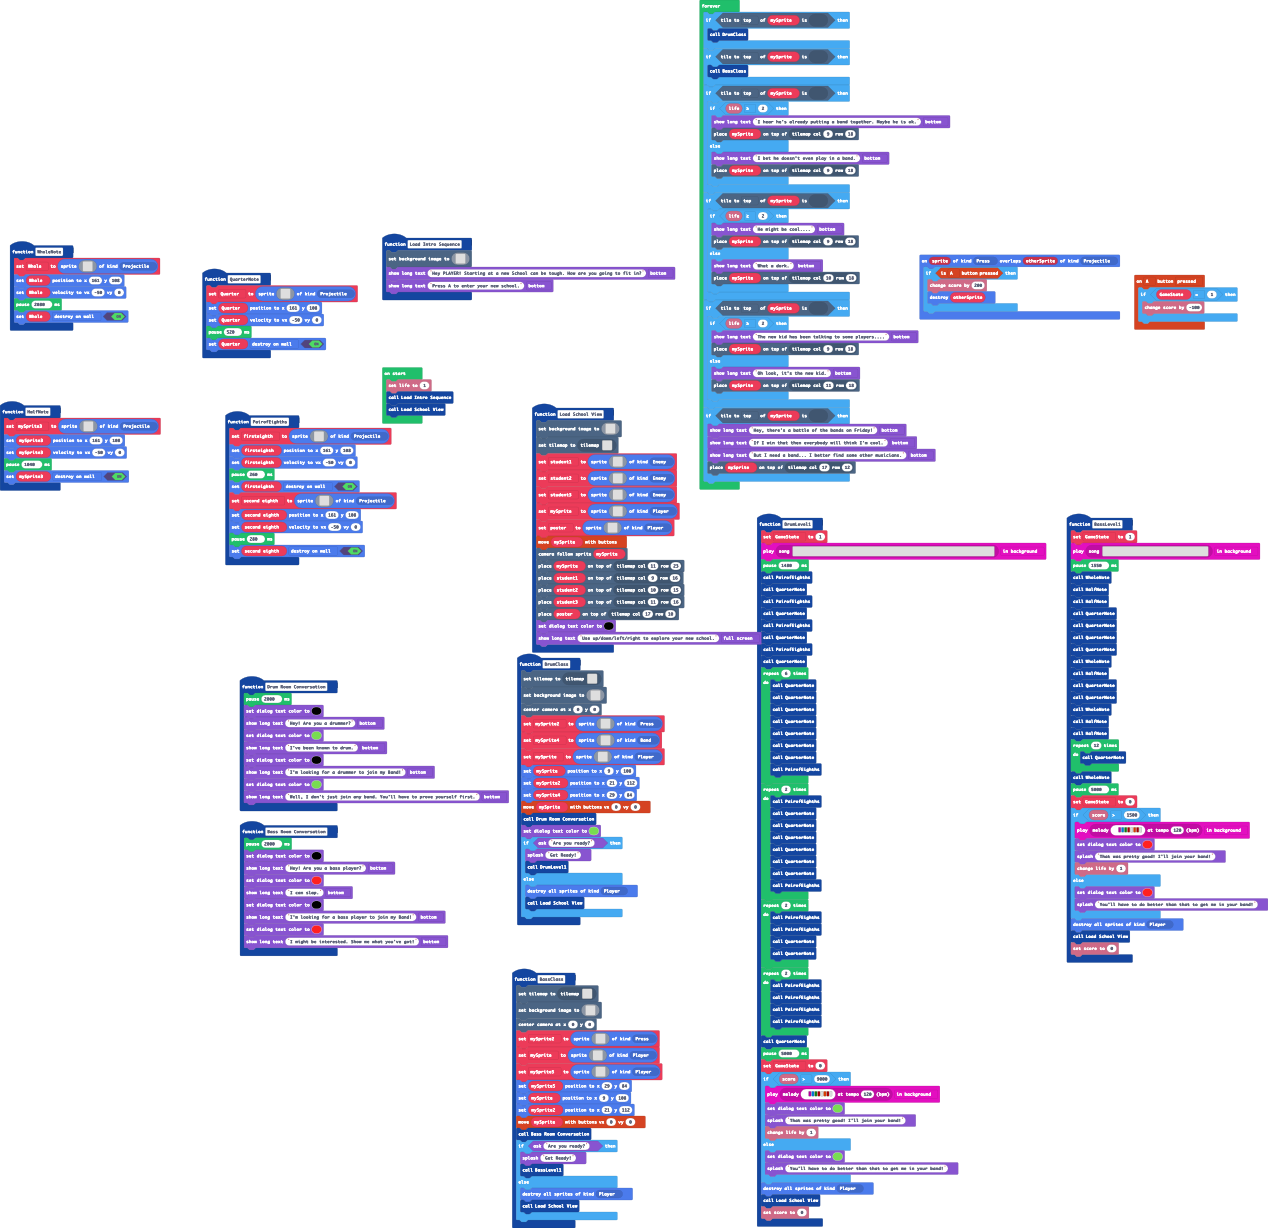 forever
if tile to top of mySprite is then
call DrumClass
if tile to top of mySprite is then
call BassClass
if tile to top of mySprite is then
if life ≥ 2 then
show long text I hear he's already putting a band together. Maybe he is ok. bottom
place mySprite on top of tilemap col 9 row 18
else
show long text I bet he doesn't even play in a band. bottom
place mySprite on top of tilemap col 9 row 18
if tile to top of mySprite is then
if life ≥ 2 then
show long text He might be cool.... bottom
place mySprite on top of tilemap col row 18
else
show long text What a dork. bottom
place mySprite on top of tilemap col 10 row 18
if tile to top of mySprite is then
if life ≥ 2 then
show long text The new kid has been talking to some players.... bottom
place mySprite on top of tilemap col row 18
else
show long text Oh look, it's the new kid. bottom
place mySprite on top of tilemap col 11 row 18
if tile to top of mySprite is then
show long text Hey, there's a battle of the bands on Friday! bottom
show long text If I win that then everybody will think I'm cool. bottom
show long text But I need a band... I better find some other musicians. bottom
place mySprite on top of tilemap col 17 row 12
function WholeNote
set Whole to sprite of kind Projectile
set Whole position to x 161 y 108
set Whole velocity to vx -50 vy 0
pause 2080 ms
set Whole destroy on wall
function QuarterNote
set Quarter to sprite of kind Projectile
set Quarter position to x 161 y 108
set Quarter velocity to vx -50 vy 0
pause 520 ms
set Quarter destroy on wall
function Load Intro Sequence
set background image to
show long text Hey PLAYER! Starting at a new School can be tough. How are you going to fit in? bottom
show long text Press A to enter your new school. bottom
on sprite of kind Press overlaps otherSprite of kind Projectile
if is A button pressed then
change score by 200
destroy otherSprite
on A button pressed
if GameState = 1 then
change score by -100
on start
set life to 1
call Load Intro Sequence
call Load School View
function HalfNote
set mySprite3 to sprite of kind Projectile
set mySprite3 position to x 161 y 108
set mySprite3 velocity to vx -50 vy 0
pause 1040 ms
set mySprite3 destroy on wall
function PairofEighths
set firsteighth to sprite of kind Projectile
set firsteighth position to x 161 y 108
set firsteighth velocity to vx -50 vy 0
pause 260 ms
set firsteighth destroy on wall
set second eighth to sprite of kind Projectile
set second eighth position to x 161 y 108
set second eighth velocity to vx -50 vy 0
pause 260 ms
set second eighth destroy on wall
function Load School View
set background image to
set tilemap to tilemap
set student1 to sprite of kind Enemy
set student2 to sprite of kind Enemy
set student3 to sprite of kind Enemy
set mySprite to sprite of kind Player
set poster to sprite of kind Player
move mySprite with buttons
camera follow sprite mySprite
place mySprite on top of tilemap col 11 row 23
place student1 on top of tilemap col 9 row 16
place student2 on top of tilemap col 10 row 15
place student3 on top of tilemap col 11 row 16
place poster on top of tilemap col 17 row 10
set dialog text color to
show long text Use up/down/left/right to explore your new school. full screen
function Drum Room Conversation
pause 2000 ms
set dialog text color to
show long text Hey! Are you a drummer? bottom
set dialog text color to
show long text I've been known to drum. bottom
set dialog text color to
show long text I'm looking for a drummer to join my Band! bottom
set dialog text color to
show long text Well, I don't just join any band. You'll have to prove yourself first. bottom
function Bass Room Conversation
pause 2000 ms
set dialog text color to
show long text Hey! Are you a bass player? bottom
set dialog text color to
show long text I can slap. bottom
set dialog text color to
show long text I'm looking for a bass player to join my Band! bottom
set dialog text color to
show long text I might be interested. Show me what you've got! bottom
function DrumClass
set tilemap to tilemap
set background image to
center camera at x 0 y 0
set mySprite2 to sprite of kind Press
set mySprite4 to sprite of kind Band
set mySprite to sprite of kind Player
set mySprite position to x 9 y 108
set mySprite2 position to x 21 y 112
set mySprite4 position to x 29 y 84
move mySprite with buttons vx 0 vy 0
call Drum Room Conversation
set dialog text color to
if ask Are you ready? then
splash Get Ready!
call DrumLevel1
else
destroy all sprites of kind Player
call Load School View
function BassClass
set tilemap to tilemap
set background image to
center camera at x 0 y 0
set mySprite2 to sprite of kind Press
set mySprite to sprite of kind Player
set mySprite5 to sprite of kind Player
set mySprite5 position to x 29 y 84
set mySprite position to x 9 y 108
set mySprite2 position to x 21 y 112
move mySprite with buttons vx 0 vy 0
call Bass Room Conversation
if ask Are you ready? then
splash Get Ready!
call BassLevel1
else
destroy all sprites of kind Player
call Load School View
function DrumLevel1
set GameState to 1
play song in background
pause 1400 ms
call PairofEighths
call QuarterNote
call PairofEighths
call QuarterNote
call PairofEighths
call QuarterNote
call PairofEighths
call QuarterNote
repeat times
do call QuarterNote
call QuarterNote
call QuarterNote
call QuarterNote
call QuarterNote
call QuarterNote
call QuarterNote
call PairofEighths
repeat 2 times
do call PairofEighths
call QuarterNote
call QuarterNote
call QuarterNote
call QuarterNote
call QuarterNote
call QuarterNote
call PairofEighths
repeat 2 times
do call PairofEighths
call PairofEighths
call QuarterNote
call QuarterNote
repeat 2 times
do call PairofEighths
call PairofEighths
call PairofEighths
call PairofEighths
call QuarterNote
pause 5000 ms
set GameState to 0
if score > 9000 then
play melody at tempo 120 (bpm) in background
set dialog text color to
splash That was pretty good! I'll join your band!
change life by 1
else
set dialog text color to
splash You'll have to do better than that to get me in your band!
destroy all sprites of kind Player
call Load School View
set score to 0
function BassLevel1
set GameState to 1
play song in background
pause 1550 ms
call WholeNote
call HalfNote
call HalfNote
call QuarterNote
call QuarterNote
call QuarterNote
call QuarterNote
call WholeNote
call HalfNote
call QuarterNote
call QuarterNote
call WholeNote
call HalfNote
call HalfNote
repeat 12 times
do call QuarterNote
call WholeNote
pause 5000 ms
set GameState to 0
if score > 1500 then
play melody at tempo 120 (bpm) in background
set dialog text color to
splash That was pretty good! I'll join your band!
change life by 1
else
set dialog text color to
splash You'll have to do better than that to get me in your band!
destroy all sprites of kind Player
call Load School View
set score to 0